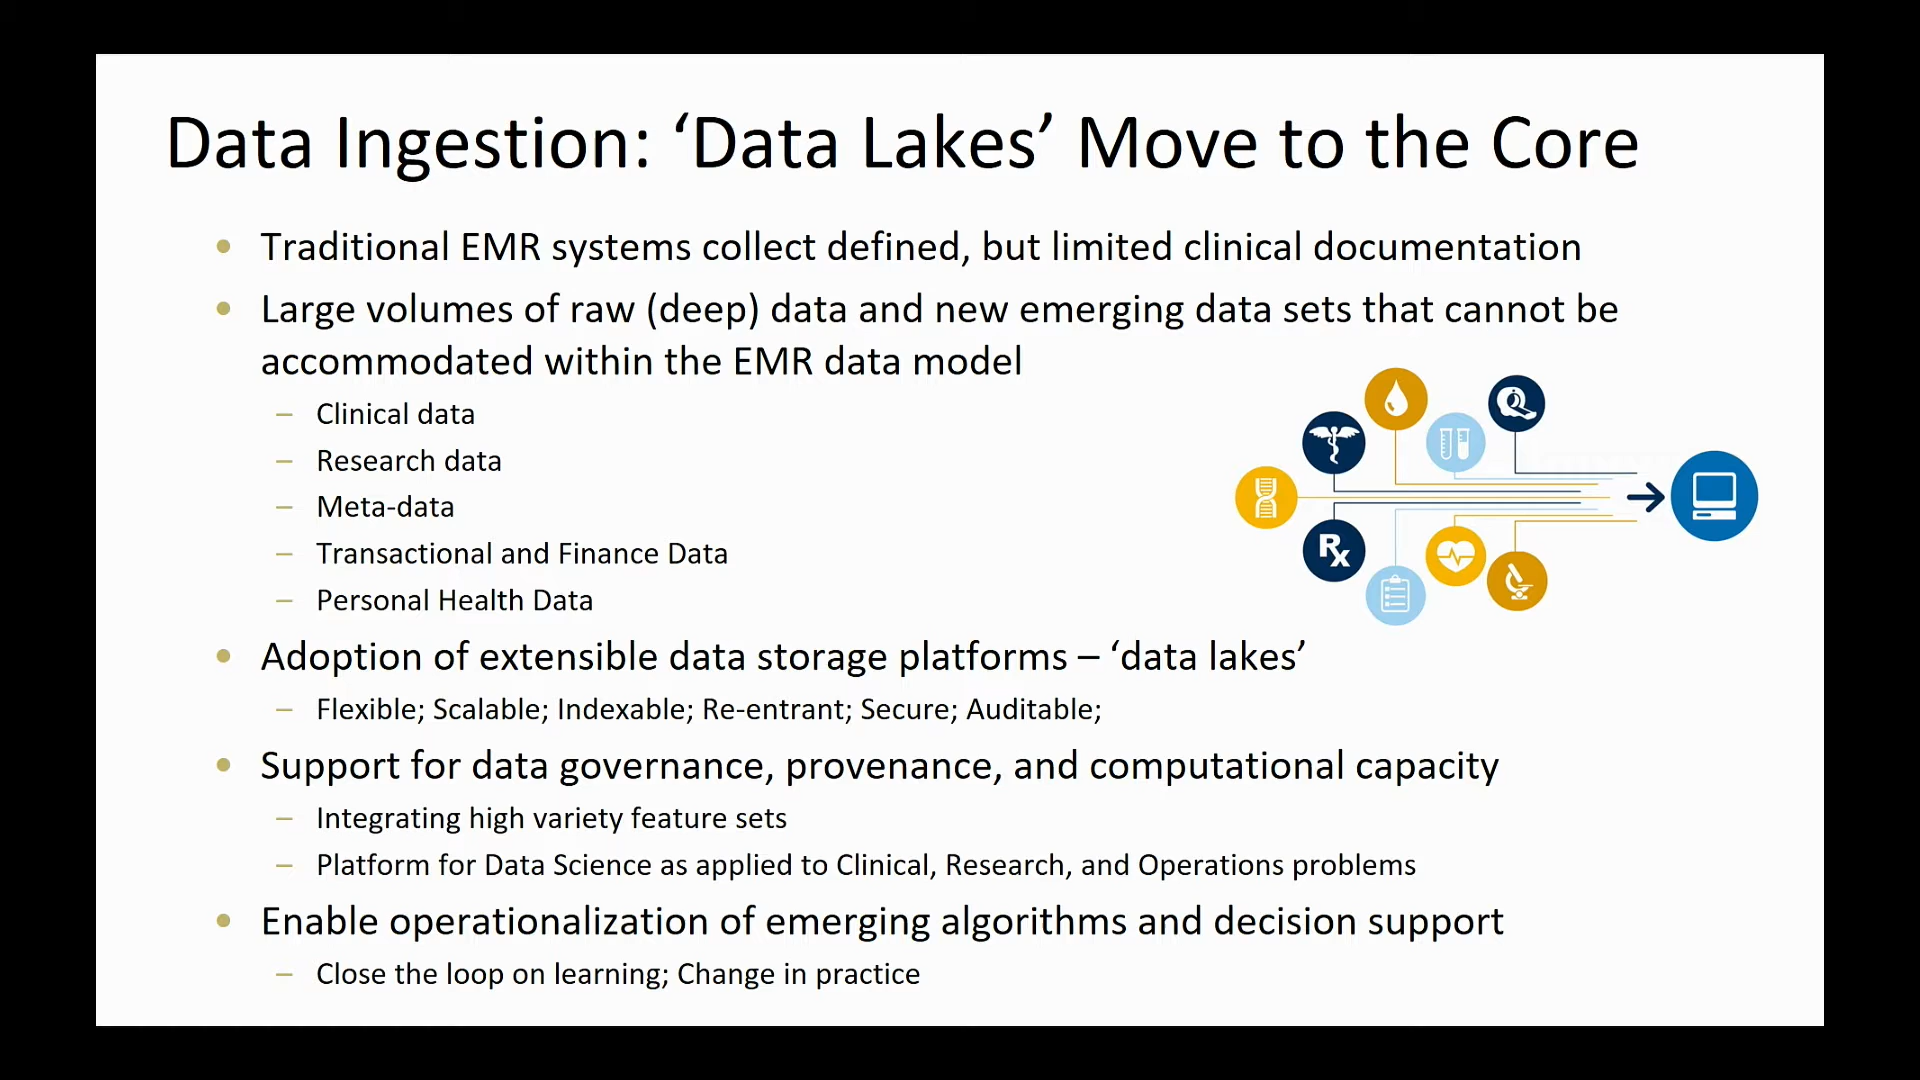 Data Ingestion: ‘Data Lakes’ Move to the Core
• Traditional EMR systems collect defined, but limited clinical documentation
• Large volumes of raw (deep) data and new emerging data sets that cannot be
accommodated within the EMR data model
– Clinical data
– Research data
– Meta-data
– Transactional and Finance Data
– Personal Health Data
Rx
• Adoption of extensible data storage platforms – ‘data lakes’
– Flexible; Scalable; Indexable; Re-entrant; Secure; Auditable;
• Support for data governance, provenance, and computational capacity
– Integrating high variety feature sets
– Platform for Data Science as applied to Clinical, Research, and Operations problems
• Enable operationalization of emerging algorithms and decision support
– Close the loop on learning; Change in practice